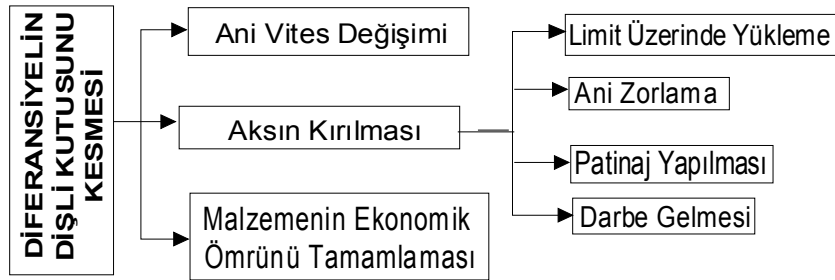 DİFERANSİYELİN
DİŞLİ KUTUSUNU
KESMESİ
Ani Vites Değişimi
Aksın Kırılması
Malzemenin Ekonomik
Ömrünü Tamamlaması
Limit Üzerinde Yükleme
Ani Zorlama
Patinaj Yapılması
Darbe Gelmesi